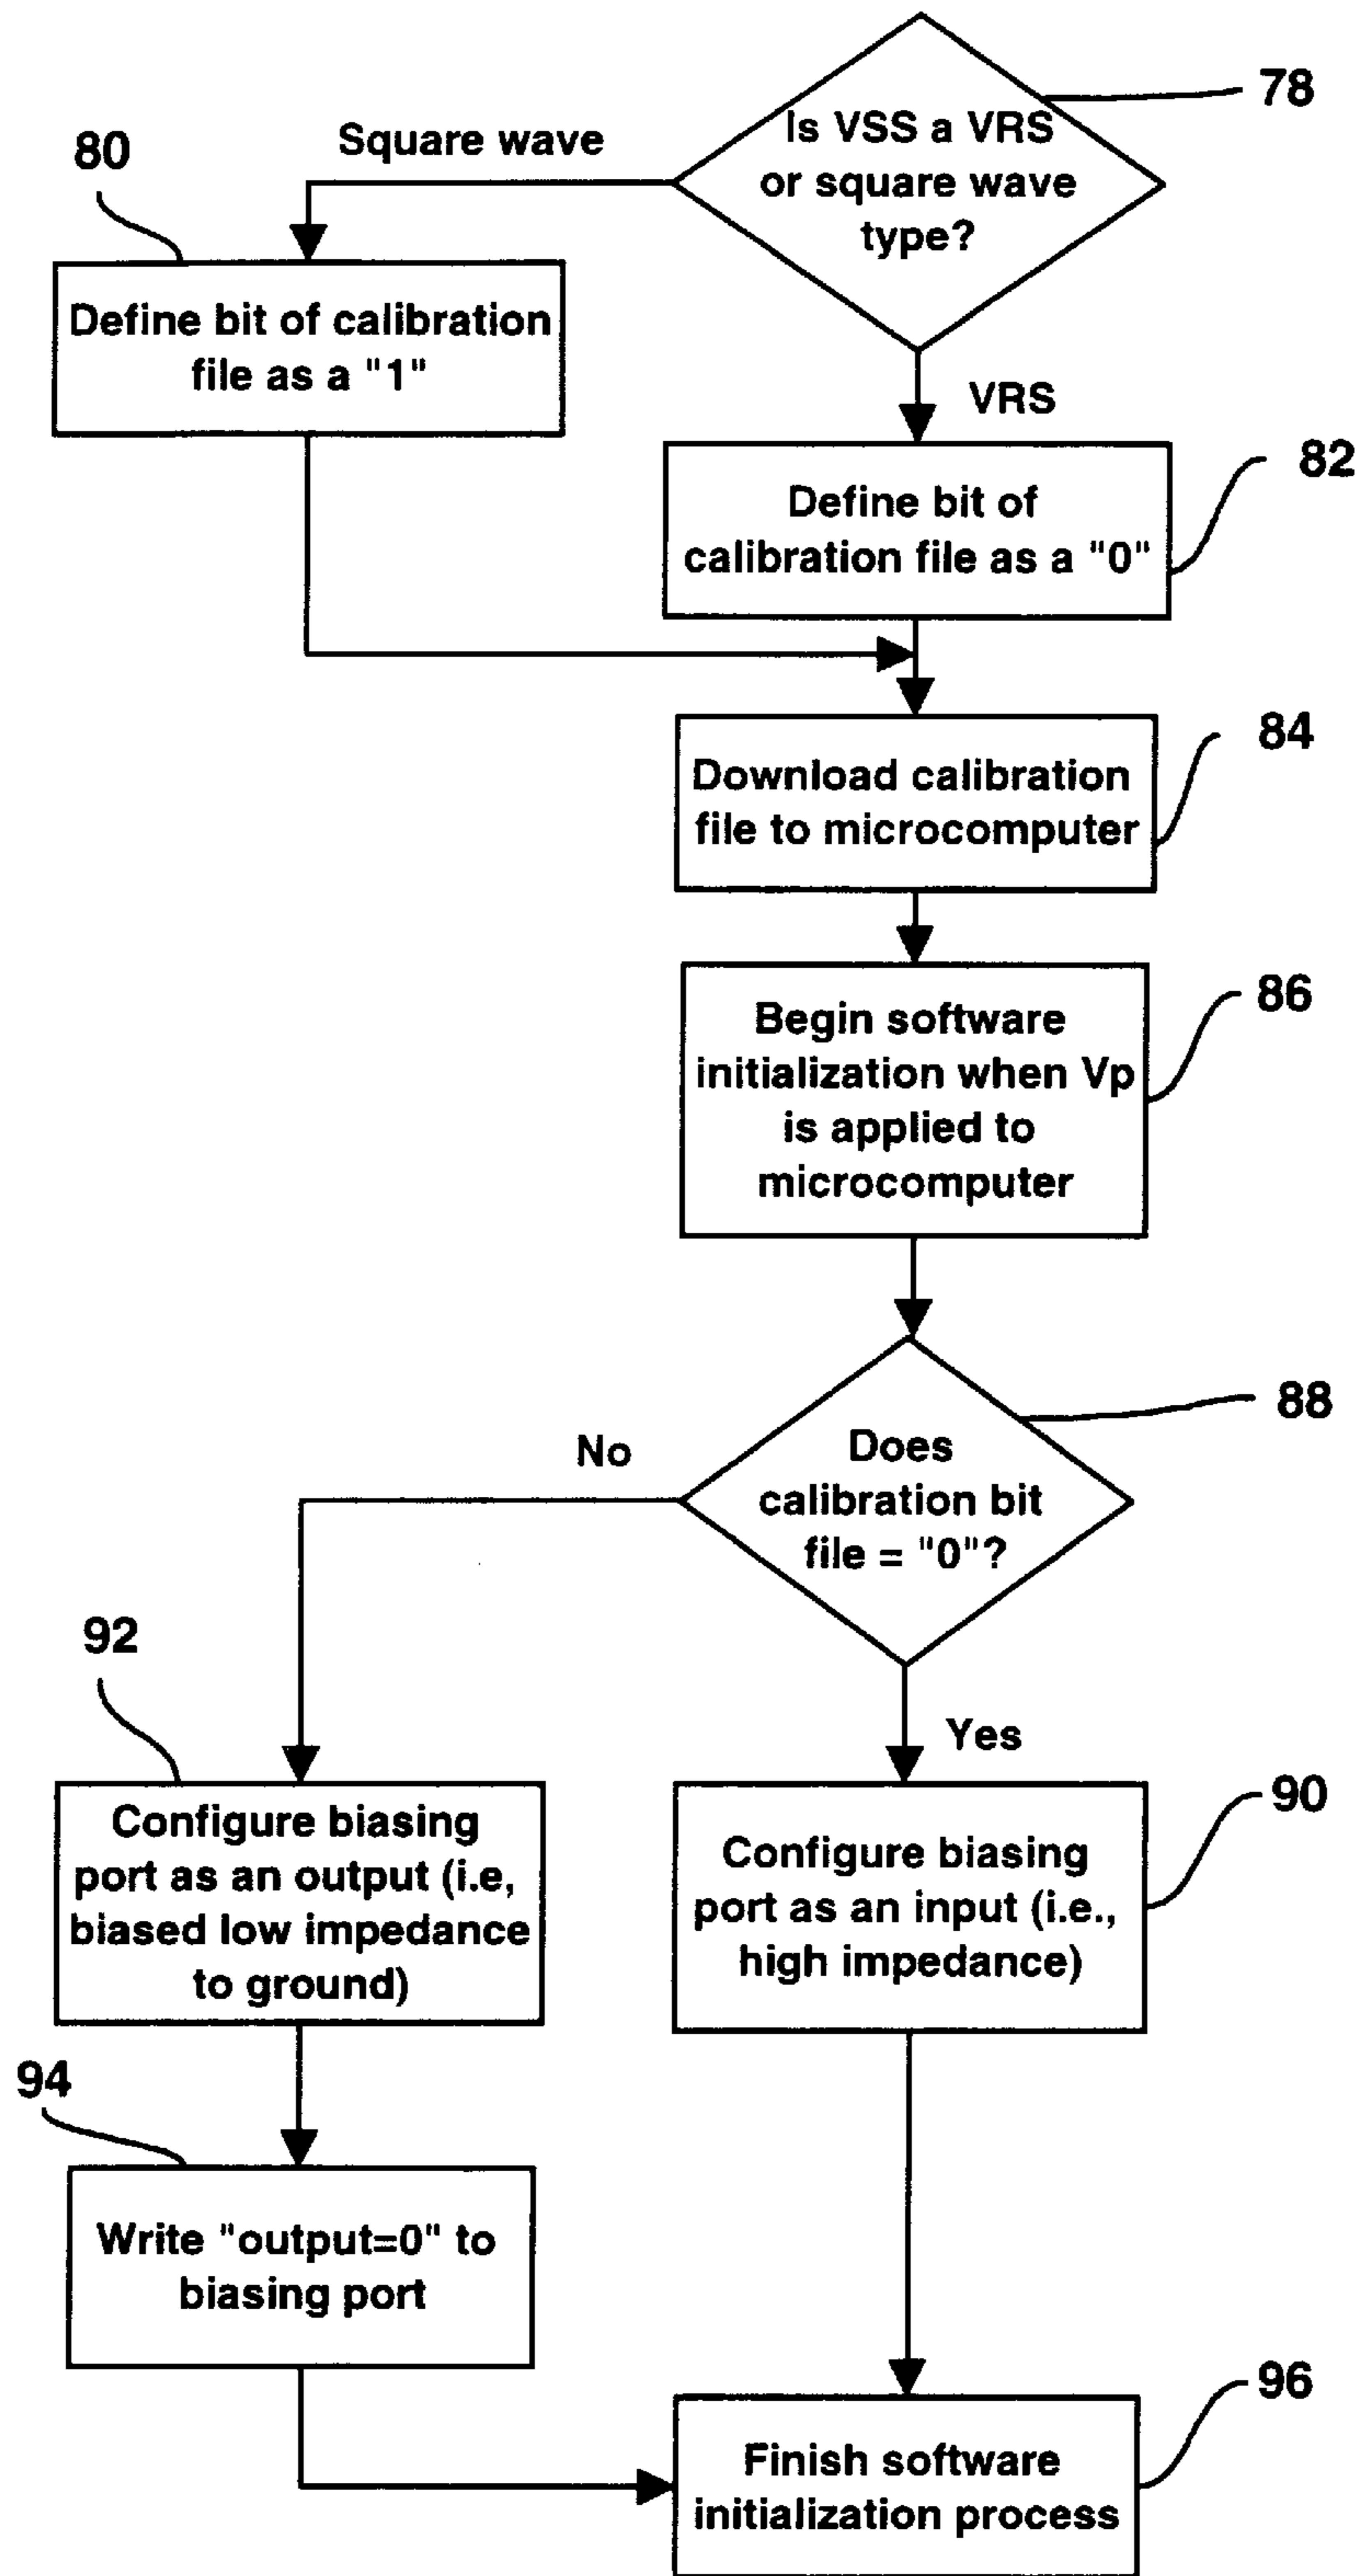 78
Is VSS a VRS
or square wave
type?
Square wave
80
Define bit of calibration
file as a "1"
VRS
82
Define bit of
calibration file as a "0"
84
Download calibration
file to microcomputer
86
Begin software
initialization when Vp
is applied to
microcomputer
88
Does
calibration bit
file = "0"?
No
92
Yes
90
Configure biasing
port as an output (i.e,
biased low impedance
to ground)
Configure biasing
port as an input (i.e.,
high impedance)
94
Write "output=0" to
biasing port
96
Finish software
initialization process